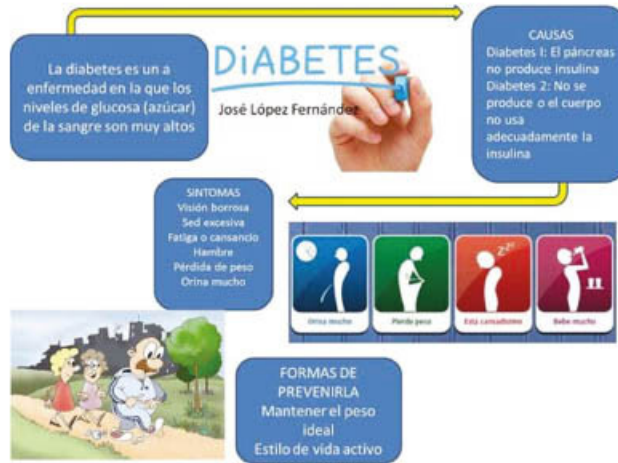 La diabetes es un a
enfermedad en la que los
niveles de glucosa (azúcar)
de la sangre son muy altos
DiABETES
José López Fernández
CAUSAS
Diabetes I: El páncreas
no produce insulina
Diabetes 2: No se
produce o el cuerpo
no usa
adecuadamente la
insulina
SINTOMAS
Visión borrosa
Sed excesiva
Fatiga o cansancio
Hambre
Pérdida de peso
Orina mucho
zzz
Orina mucho
Pierde peso
Está cansadísimo
Bebe mucho
FORMAS DE
PREVENIRLA
Mantener el peso
ideal
Estilo de vida activo